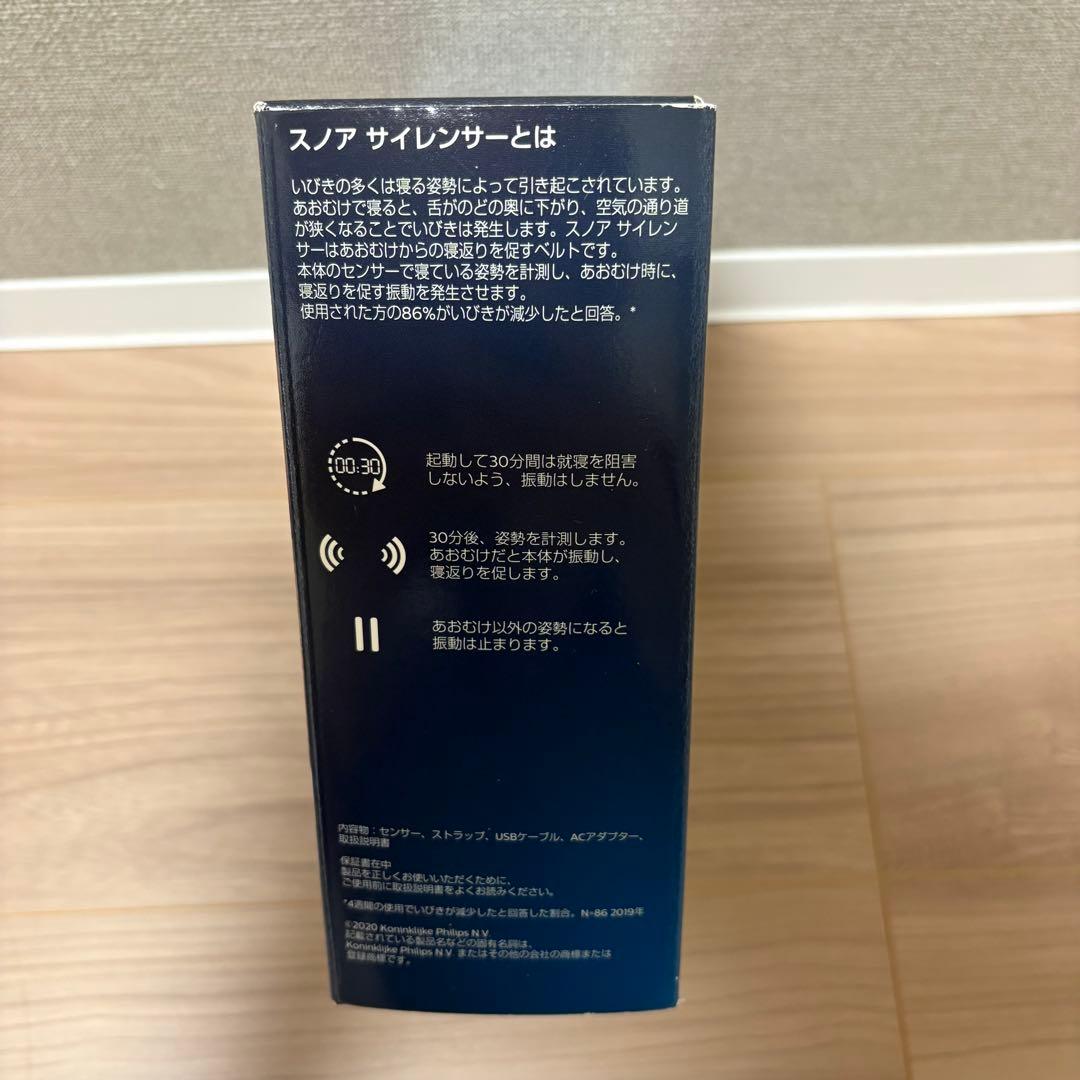 スノア サイレンサーとは
いびきの多くは寝る姿勢によって引き起こされています。
あおむけで寝ると、舌がのどの奥に下がり、空気の通り道
が狭くなることでいびきは発生します。スノア サイレン
サーはあおむけからの寝返りを促すベルトです。
本体のセンサーで寝ている姿勢を計測し、あおむけ時に、
寝返りを促す振動を発生させます。
使用された方の86%がいびきが減少したと回答。*
00:30
起動して30分間は就寝を阻害
しないよう、振動はしません。
30分後、姿勢を計測します。
あおむけだと本体が振動し、
寝返りを促します。
あおむけ以外の姿勢になると
振動は止まります。
内容物：センサー、ストラップ、USBケーブル、ACアダプター、
取扱説明書
保証書在中
製品を正しくお使いいただくために、
ご使用前に取扱説明書をよくお読みください。
*4週間の使用でいびきが減少したと回答した割合。N=86 2019年
©2020 Koninklijke Philips N.V.
記載されている製品名などの固有名詞は、
Koninklijke Philips N.V. またはその他の会社の商標または
登録商標です。